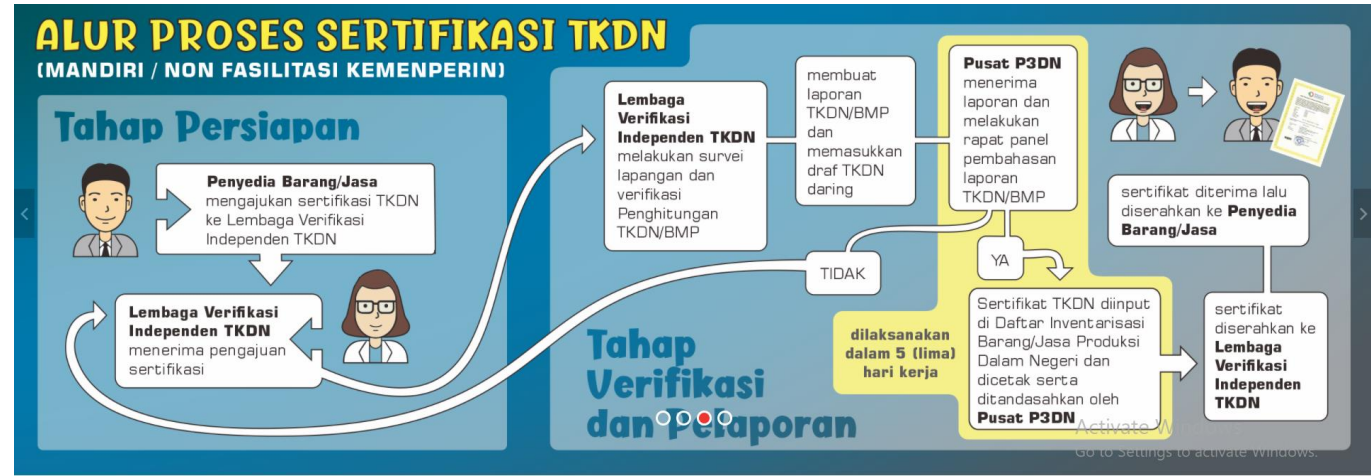 ALUR PROSES SERTIFIKASI TKDN
(MANDIRI / NON FASILITASI KEMENPERIN)
Tahap Persiapan
Penyedia Barang/Jasa
mengajukan sertifikasi TKDN
ke Lembaga Verifikasi
Independen TKDN
Lembaga Verifikasi
Independen TKDN
menerima pengajuan
sertifikasi
Lembaga
Verifikasi
Independen TKDN
melakukan survei
lapangan dan
verifikasi
Penghitungan
TKDN/BMP
membuat
laporan
TKDN/BMP
dan
memasukkan
draf TKDN
daring
Pusat P3DN
menerima
laporan dan
melakukan
rapat panel
pembahasan
laporan
TKDN/BMP
TIDAK
YA
dilaksanakan
dalam 5 (lima)
hari kerja
Sertifikat TKDN diinput
di Daftar Inventarisasi
Barang/Jasa Produksi
Dalam Negeri dan
dicetak serta
ditandasahkan oleh
Pusat P3DN
sertifikat
diserahkan ke
Lembaga
Verifikasi
Independen
TKDN
sertifikat diterima lalu
diserahkan ke Penyedia
Barang/Jasa
Tahap
Verifikasi
dan Pelaporan
Activate Windows
Go to Settings to activate Windows.